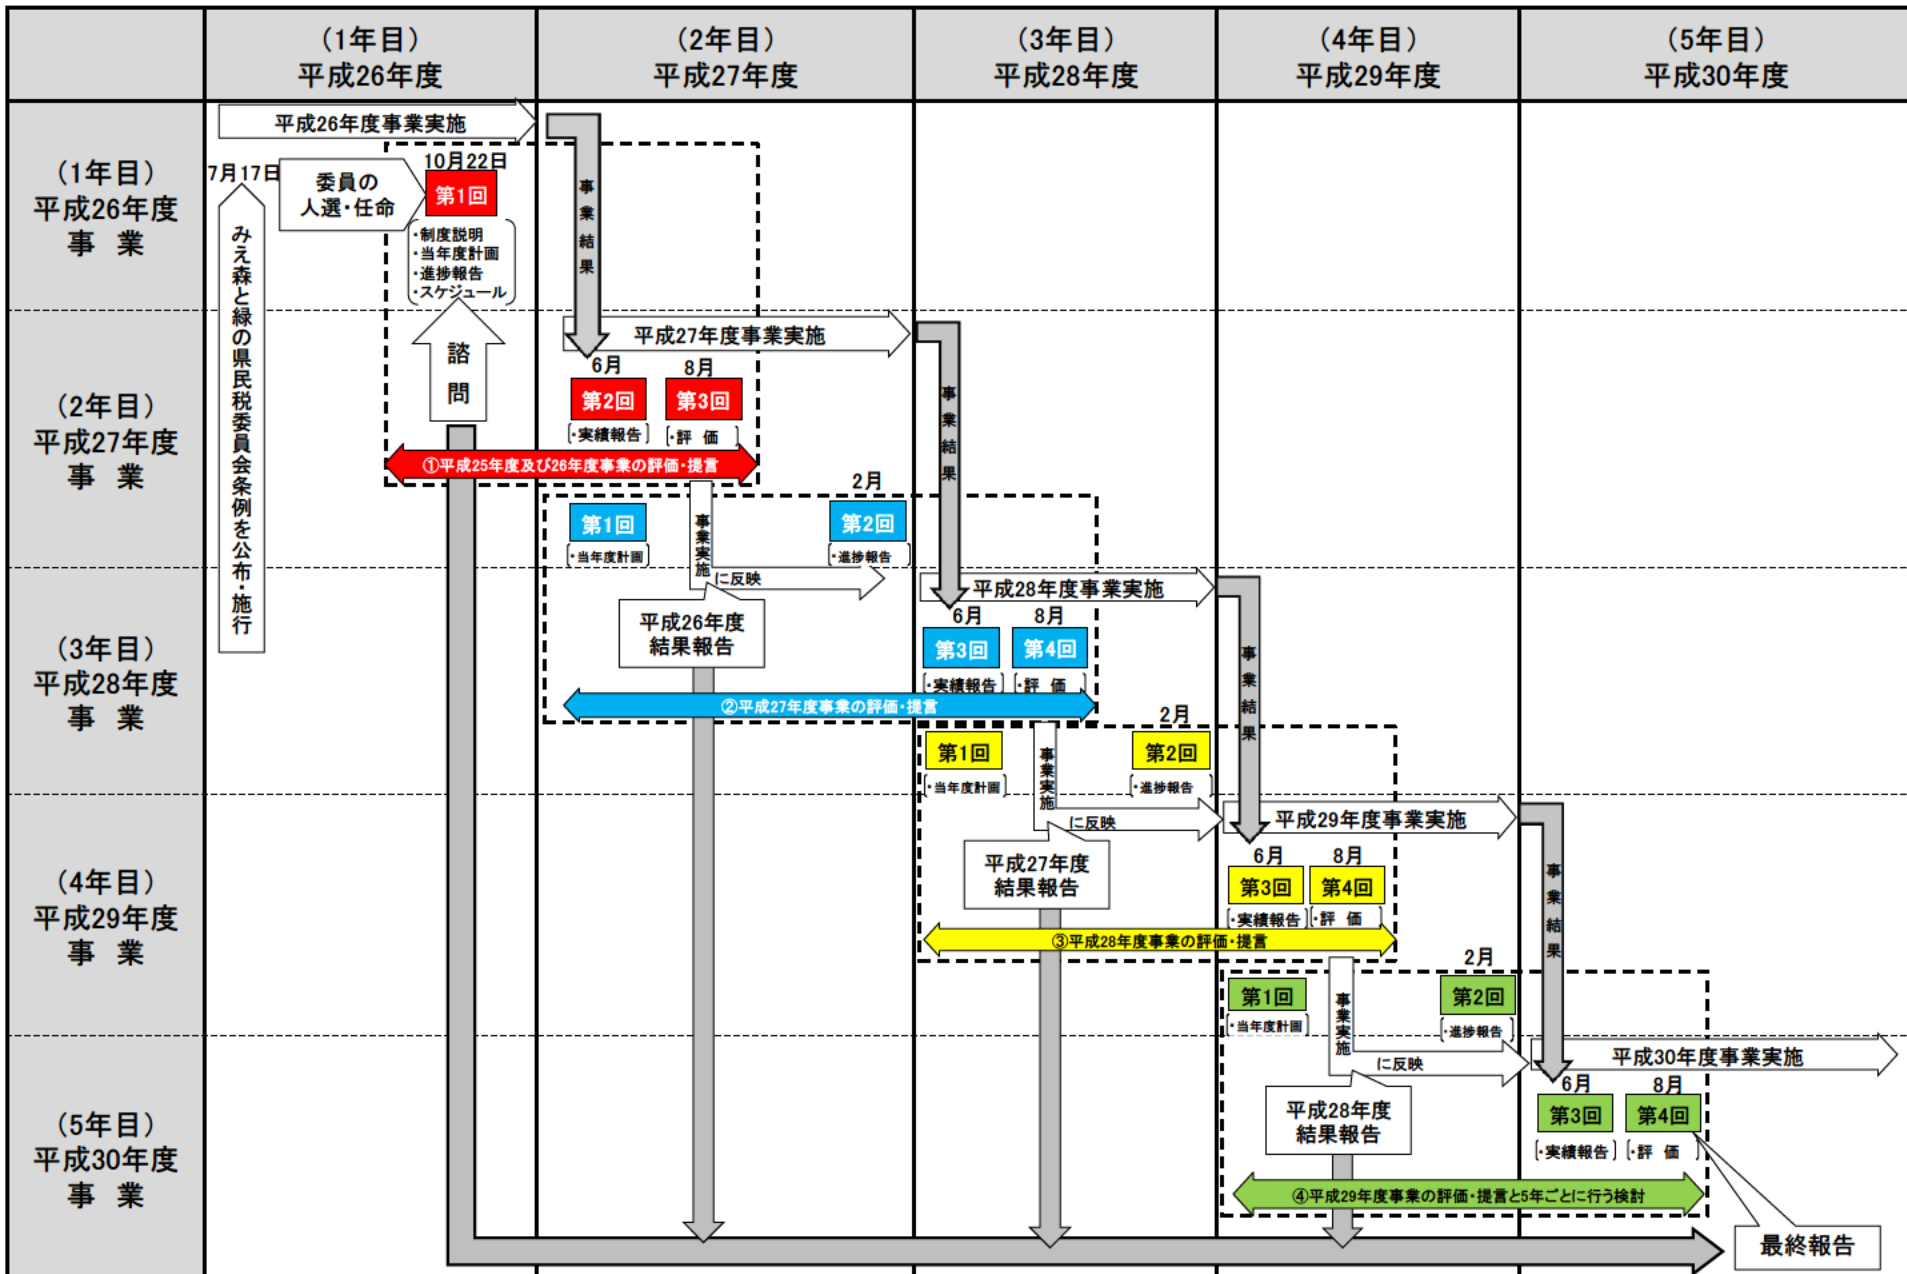 （1年目）
平成26年度
（2年目）
平成27年度
（3年目）
平成28年度
（4年目）
平成29年度
（5年目）
平成30年度
（1年目）
平成26年度
事　業
平成26年度事業実施
7月17日
委員の
人選・任命
10月22日
第1回
・制度説明
・当年度計画
・進捗報告
・スケジュール
みえ森と緑の県民税委員会条例を公布・施行
諮問
事業結果
（2年目）
平成27年度
事　業
平成27年度事業実施
6月
第2回
・実績報告
8月
第3回
・評　価
①平成25年度及び26年度事業の評価・提言
第1回
・当年度計画
事業実施
に反映
2月
第2回
・進捗報告
事業結果
（3年目）
平成28年度
事　業
平成26年度
結果報告
平成28年度事業実施
6月
第3回
・実績報告
8月
第4回
・評　価
②平成27年度事業の評価・提言
第1回
・当年度計画
事業実施
に反映
2月
第2回
・進捗報告
事業結果
（4年目）
平成29年度
事　業
平成27年度
結果報告
平成29年度事業実施
6月
第3回
・実績報告
8月
第4回
・評　価
③平成28年度事業の評価・提言
第1回
・当年度計画
事業実施
に反映
2月
第2回
・進捗報告
事業結果
（5年目）
平成30年度
事　業
平成28年度
結果報告
平成30年度事業実施
6月
第3回
・実績報告
8月
第4回
・評　価
④平成29年度事業の評価・提言と5年ごとに行う検討
最終報告